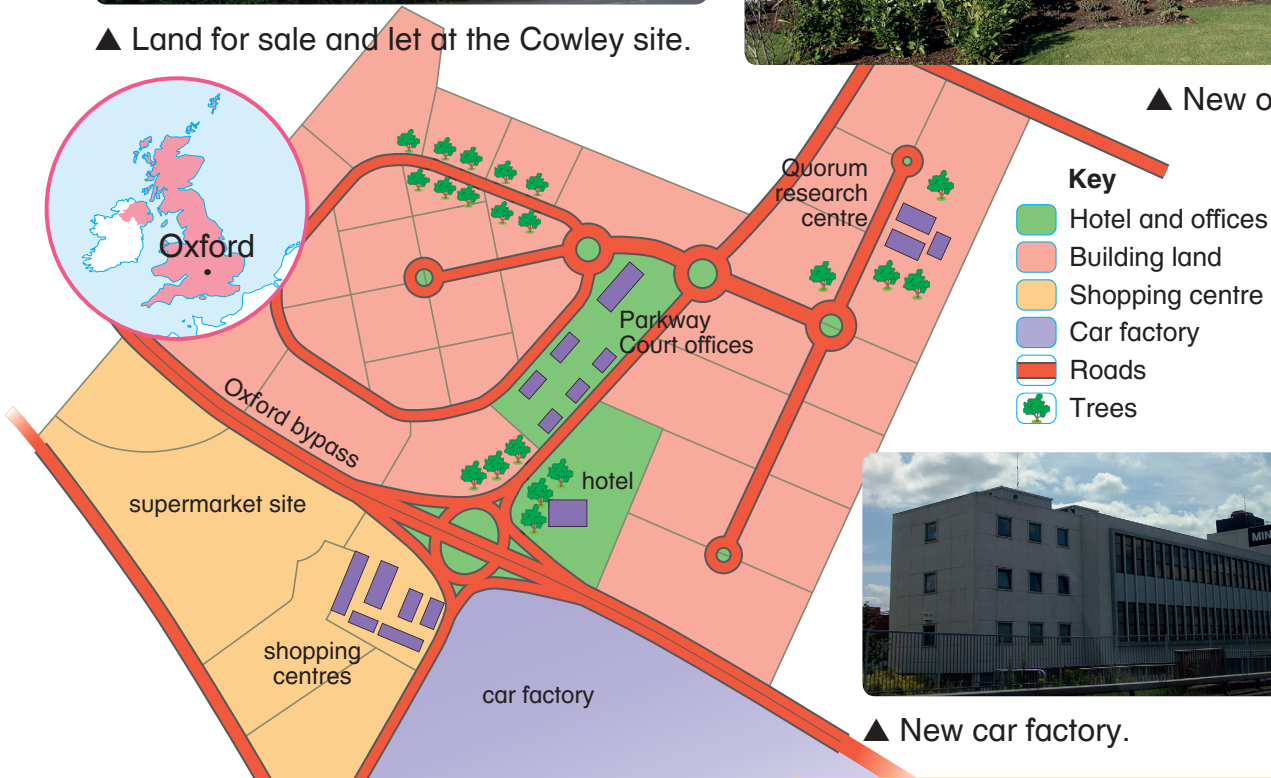 ▲ Land for sale and let at the Cowley site.
▲ New
Oxford
Quorum
research
centre
Key
Hotel and offices
Building land
Shopping centre
Car factory
Roads
Trees
Parkway
Court offices
Oxford bypass
hotel
supermarket site
shopping
centres
car factory
▲ New car factory.